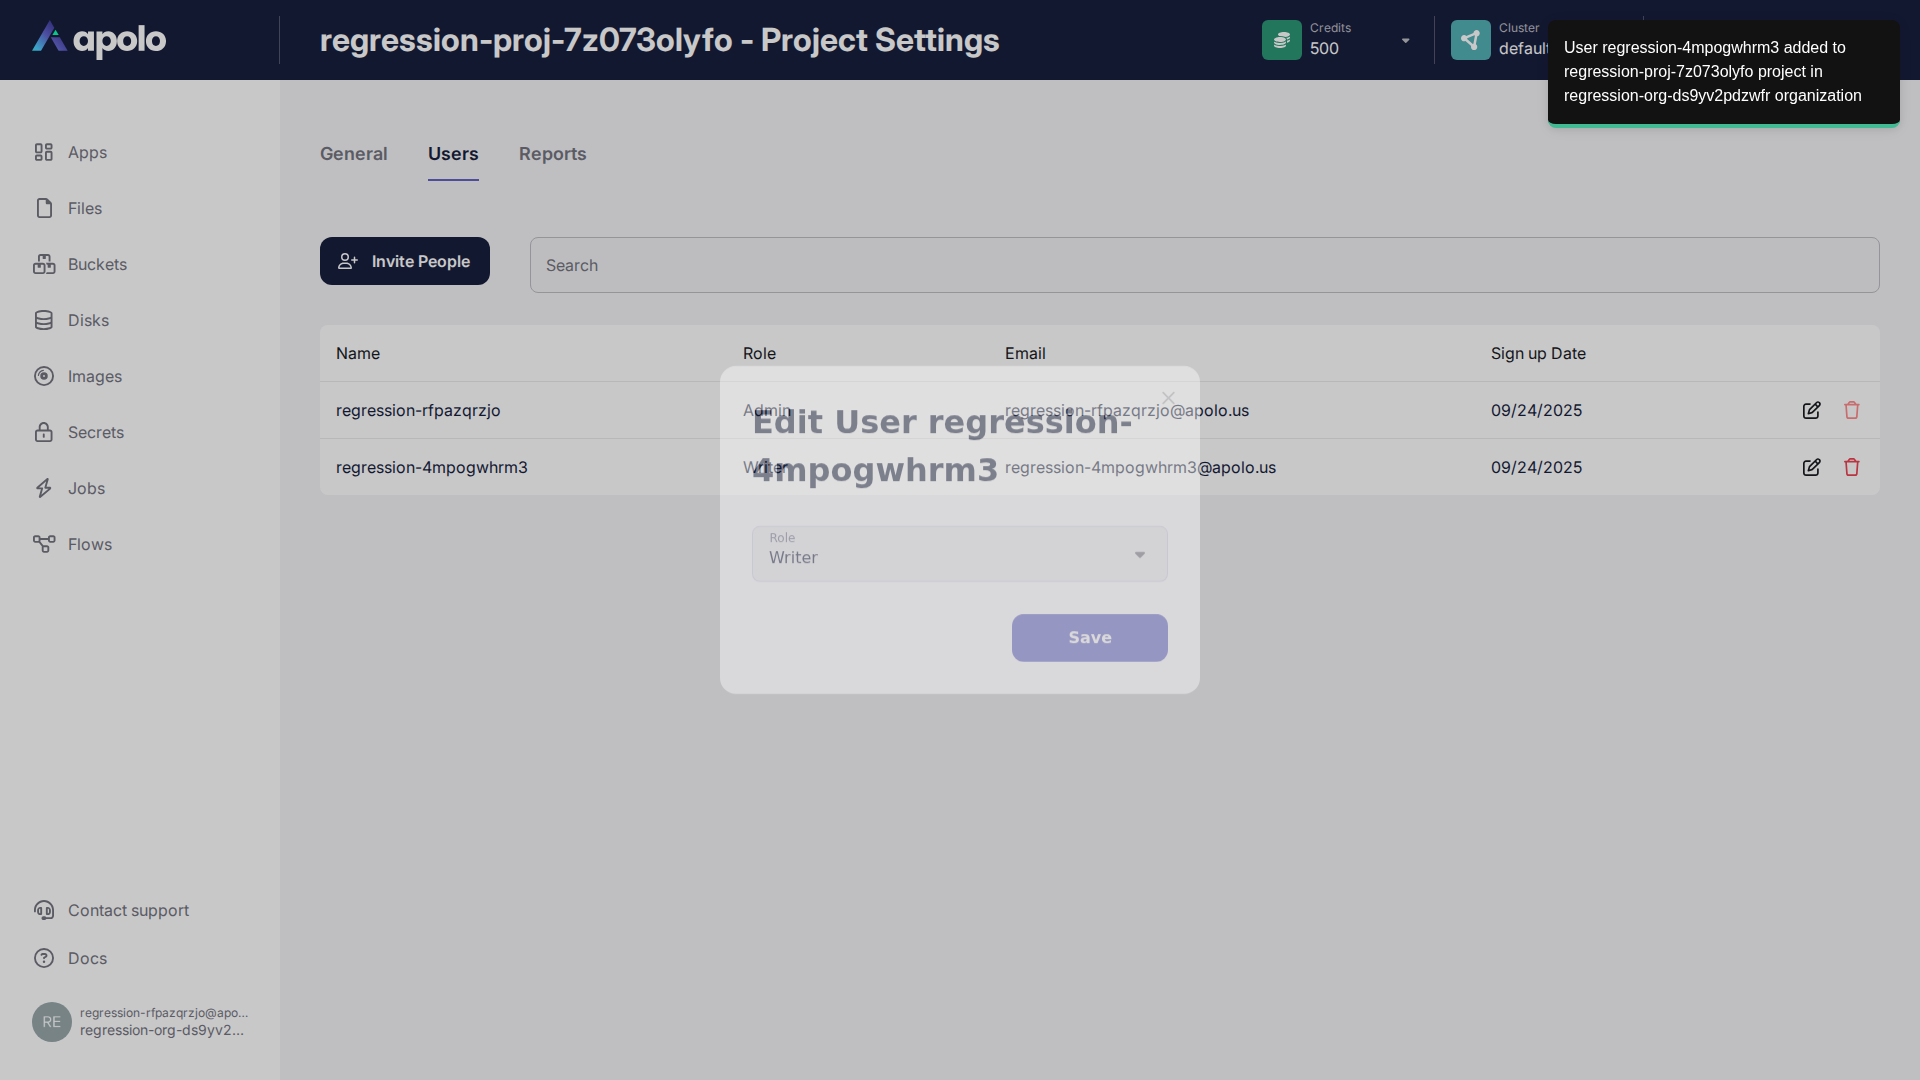 apolo
regression-proj-7z073olyfo - Project Settings
Credits
500
Cluster
default
User regression-4mpogwhrm3 added to
regression-proj-7z073olyfo project in
regression-org-ds9yv2pdzwfr organization
Apps
Files
Buckets
Disks
Images
Secrets
Jobs
Flows
Contact support
Docs
RE
regression-rfpazqrzjo@apo...
regression-org-ds9yv2...
General
Users
Reports
Invite People
Search
Name
Role
Email
Sign up Date
regression-rfpazqrzjo
Admin
regression-rfpazqrzjo@apolo.us
09/24/2025
regression-4mpogwhrm3
Writer
regression-4mpogwhrm3@apolo.us
09/24/2025
Edit User regression-
4mpogwhrm3
Role
Writer
Save